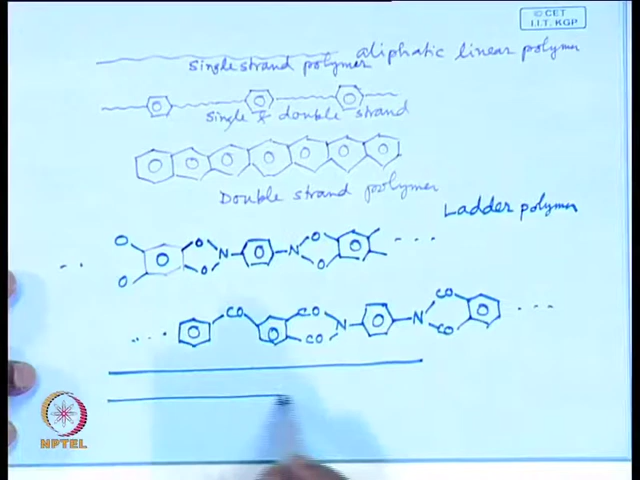 © CET
I.I.T. KGP
aliphatic linear polymer
Single strand polymer
Single & double strand
Double strand polymer
Ladder polymer
O O O
N N
O O O
CO CO CO
N N
CO CO
NPTEL